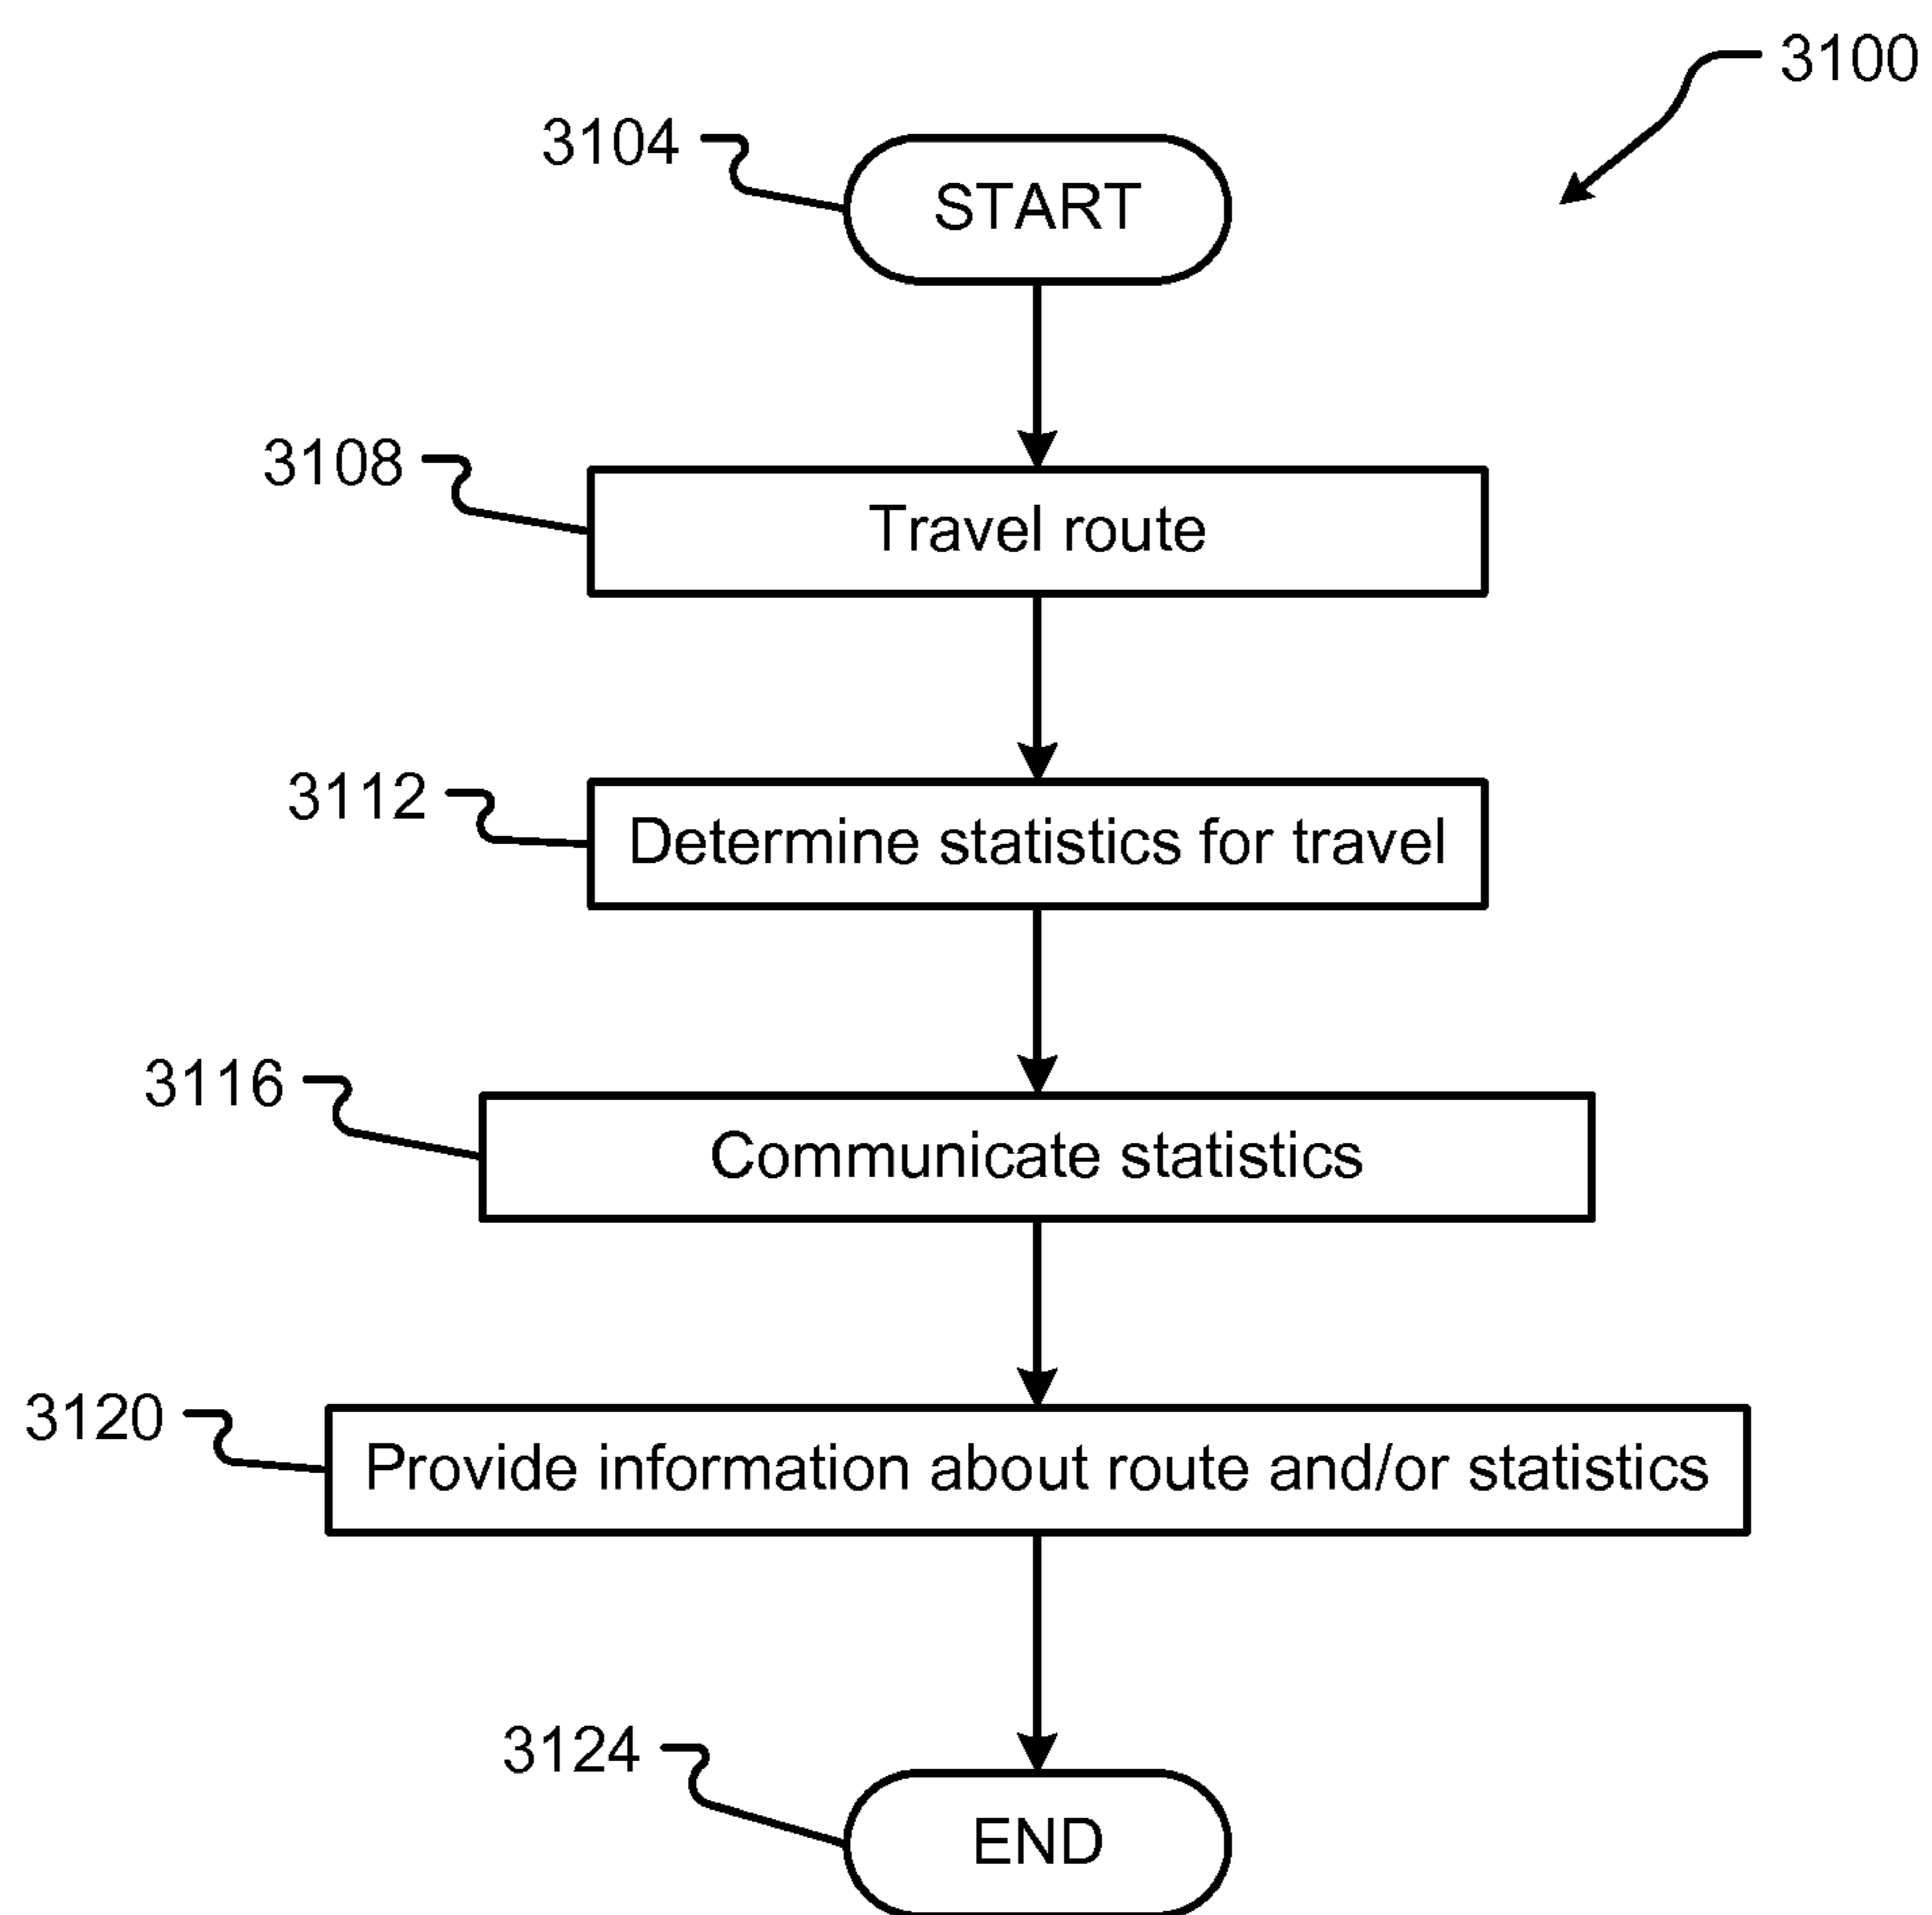 3100
3104
START
3108
Travel route
3112
Determine statistics for travel
3116
Communicate statistics
3120
Provide information about route and/or statistics
3124
END